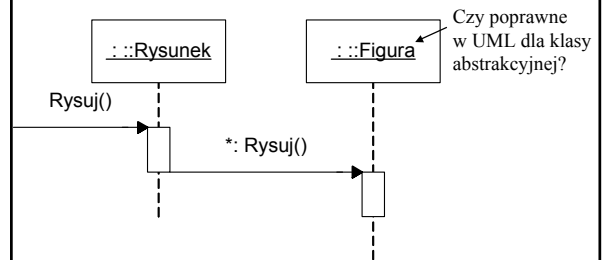 : ::Rysunek
: ::Figura
Czy poprawne
w UML dla klasy
abstrakcyjnej?
Rysuj()
*: Rysuj()